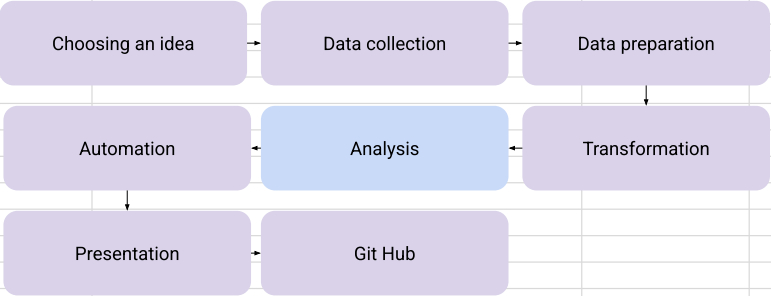 Choosing an idea
Data collection
Data preparation
Automation
Analysis
Transformation
Presentation
Git Hub